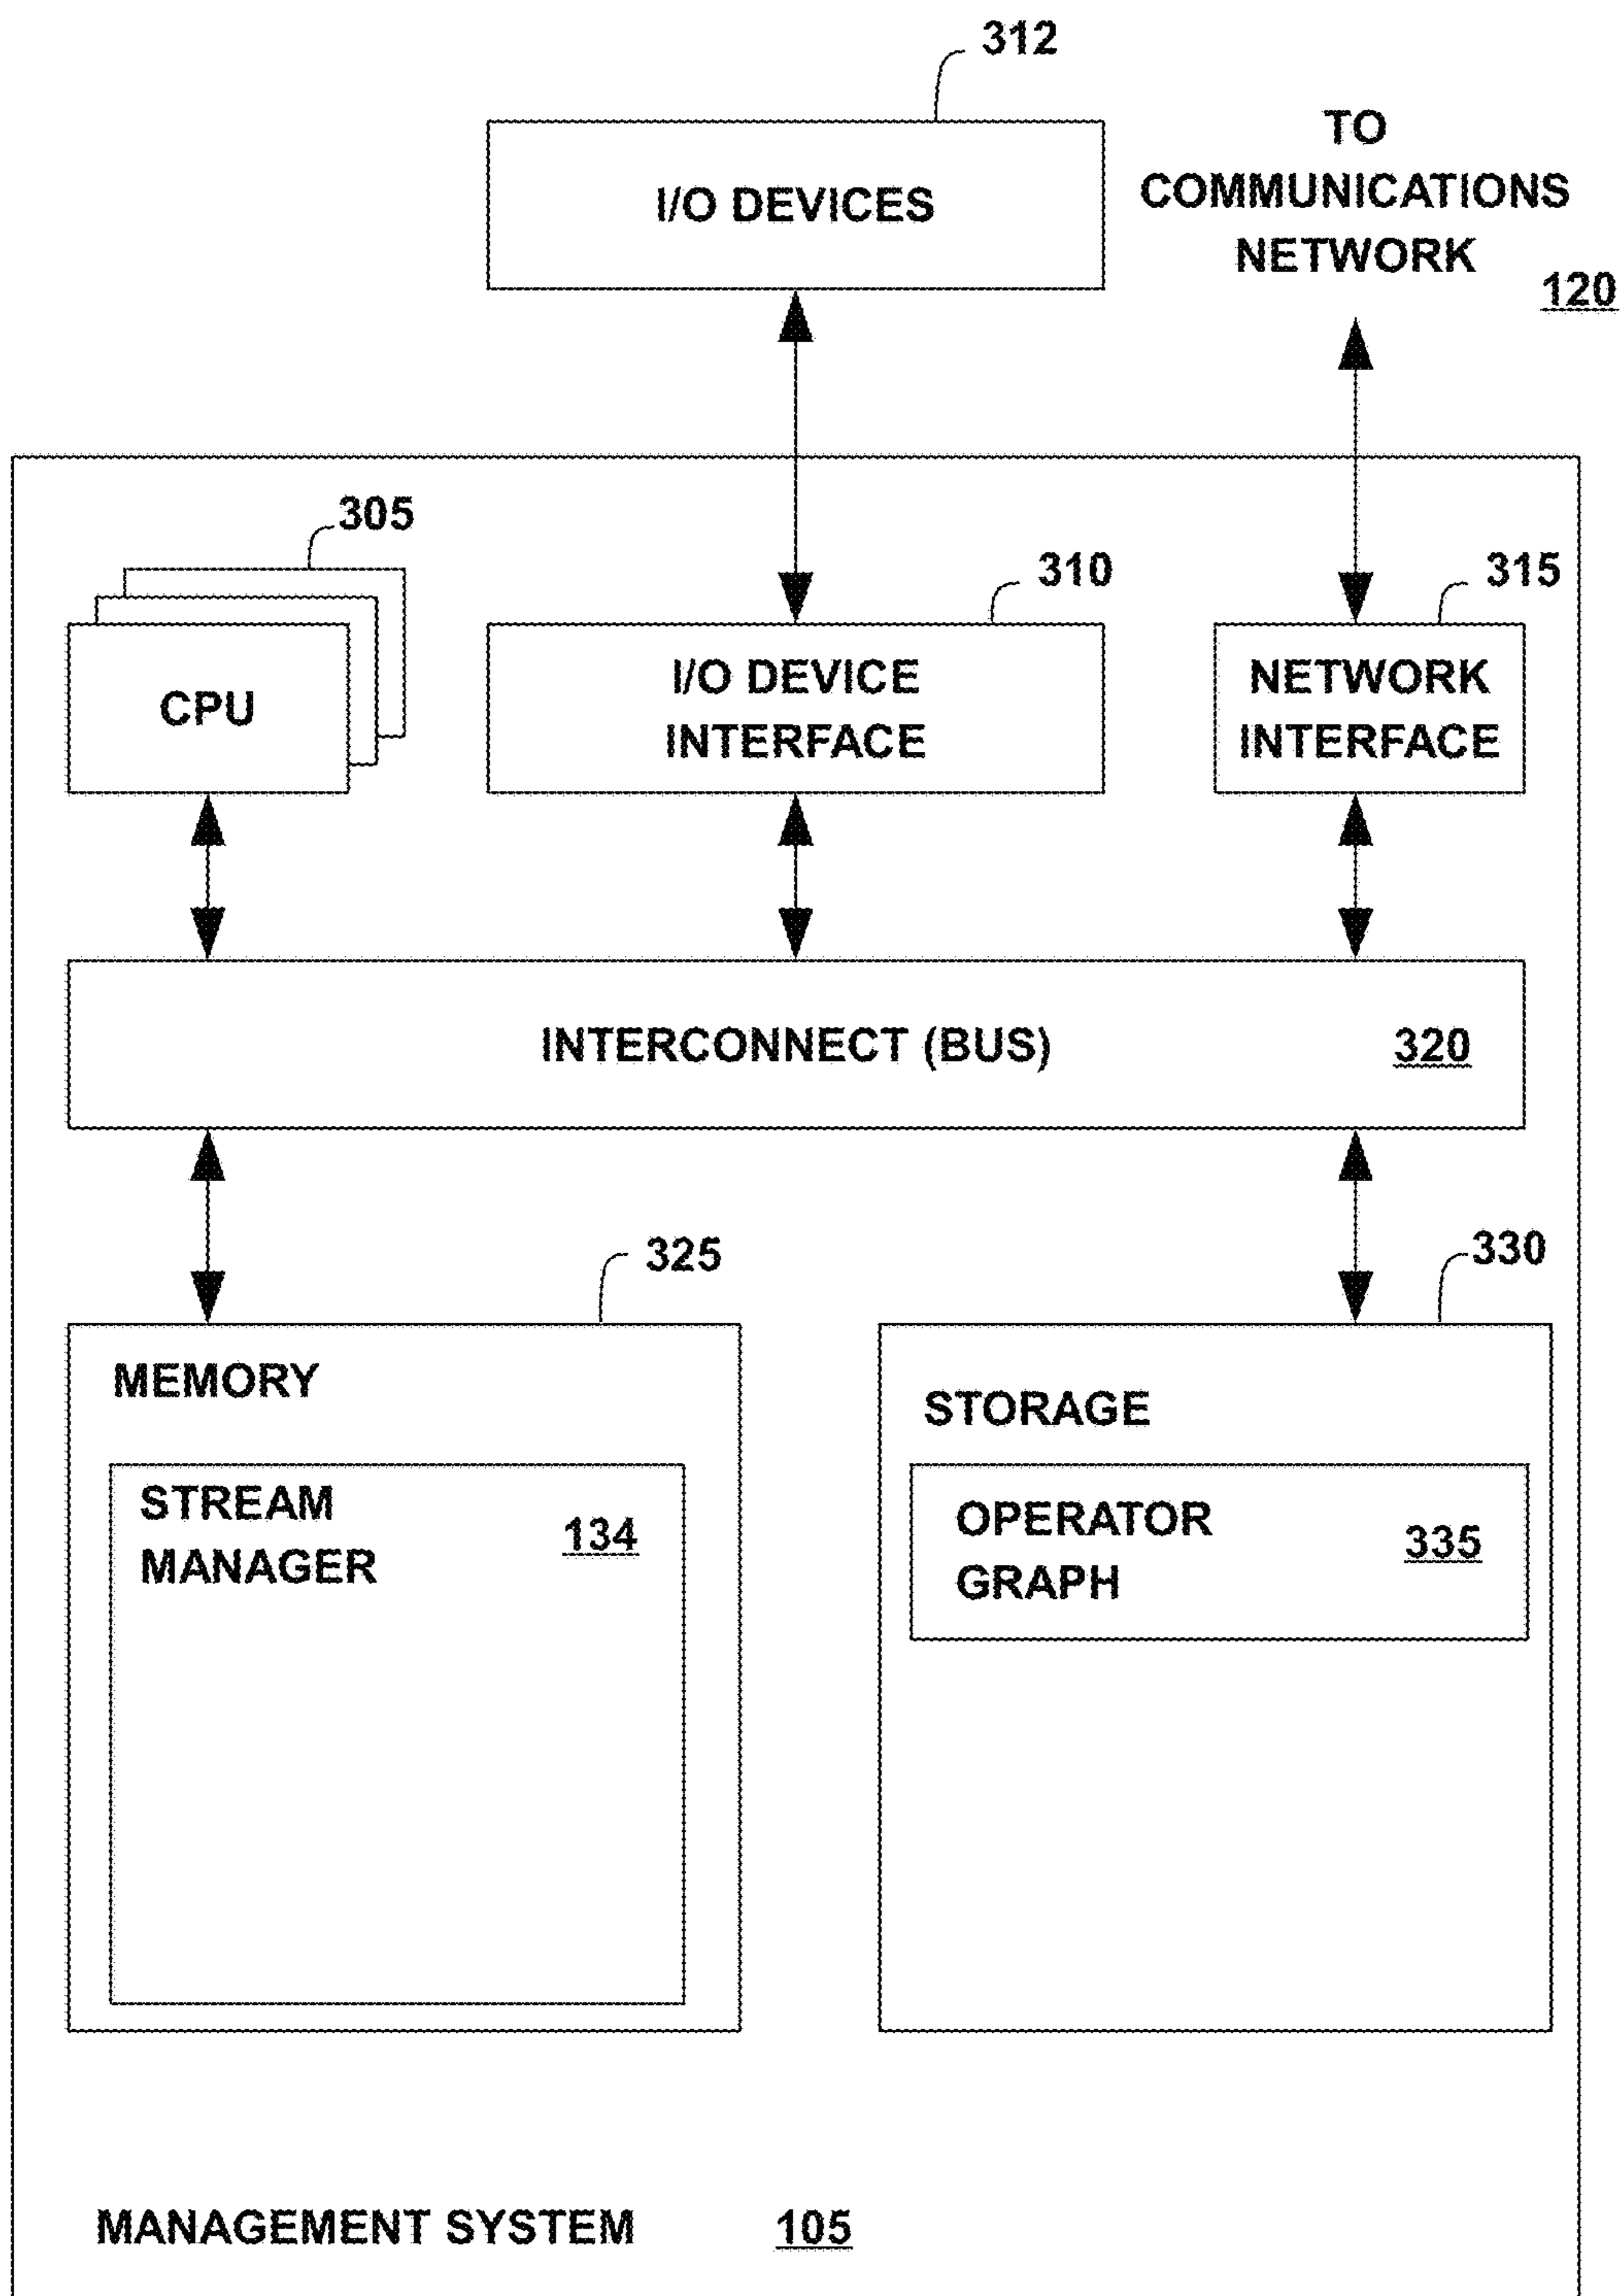 312
I/O DEVICES
TO
COMMUNICATIONS
NETWORK
120
305
310
315
CPU
I/O DEVICE
INTERFACE
NETWORK
INTERFACE
INTERCONNECT (BUS)
320
325
330
MEMORY
STREAM
MANAGER
134
STORAGE
OPERATOR
GRAPH
335
MANAGEMENT SYSTEM
105